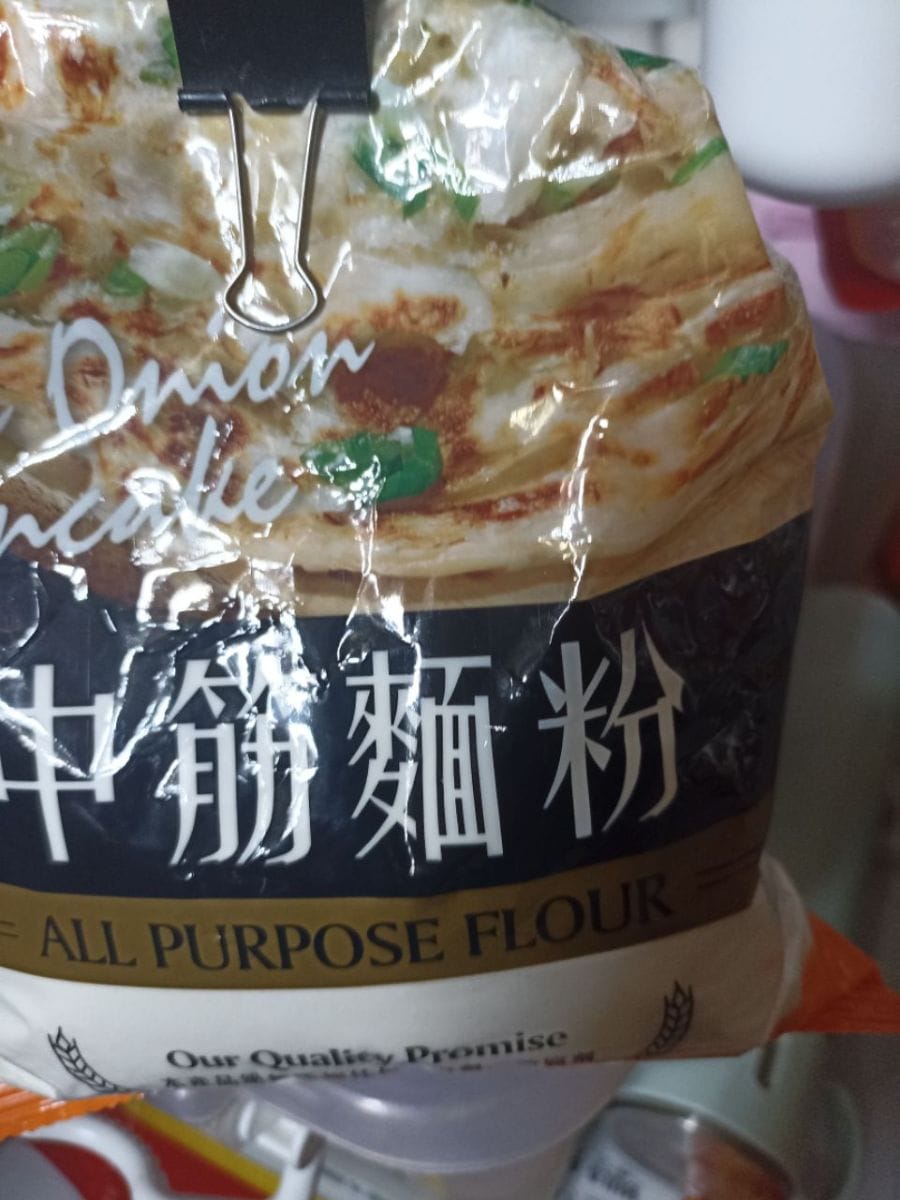 Onion
ncake
中筋麵粉
ALL PURPOSE FLOUR
Our Quality Promise